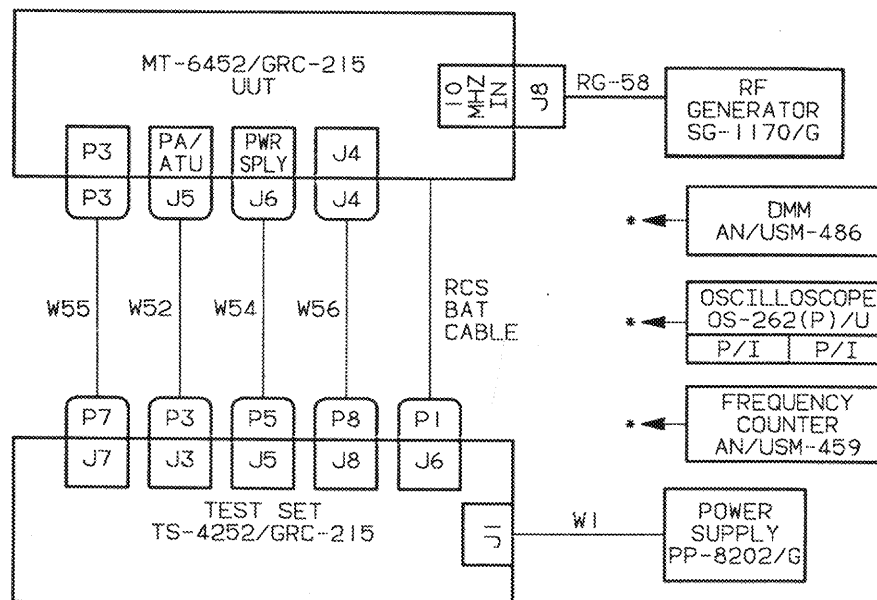 MT-6452/GRC-215
UUT
10
MHZ
IN
J8
RG-58
RF
GENERATOR
SG-1170/G
P3
PA/
ATU
PWR
SPLY
J4
P3
J5
J6
J4
*
DMM
AN/USM-486
W55
W52
W54
W56
RCS
BAT
CABLE
*
OSCILLOSCOPE
OS-262(P)/U
P/I
P/I
*
FREQUENCY
COUNTER
AN/USM-459
P7
P3
P5
P8
P1
J7
J3
J5
J8
J6
TEST SET
TS-4252/GRC-215
J1
W1
POWER
SUPPLY
PP-8202/G